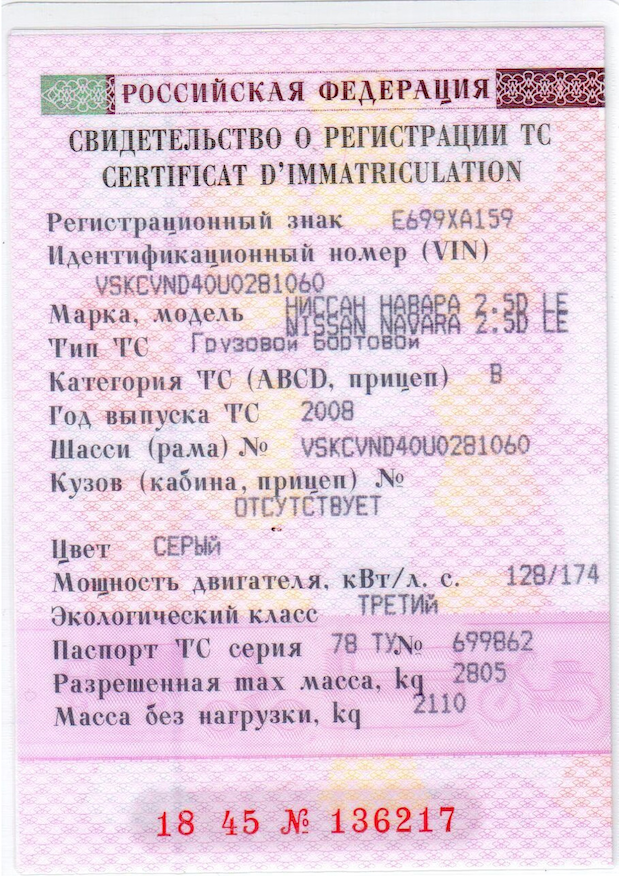 РОССИЙСКАЯ ФЕДЕРАЦИЯ
СВИДЕТЕЛЬСТВО О РЕГИСТРАЦИИ ТС
CERTIFICAT D'IMMATRICULATION
Регистрационный знак Е699ХА159
Идентификационный номер (VIN)
VSKCVND40U0281060
Марка, модель НИССАН НАВАРА 2.5D LE
NISSAN NAVARA 2.5D LE
Тип ТС Грузовой бортовой
Категория ТС (ABCD, прицеп) В
Год выпуска ТС 2008
Шасси (рама) № VSKCVND40U0281060
Кузов (кабина, прицеп) №
ОТСУТСТВУЕТ
Цвет СЕРЫЙ
Мощность двигателя, кВт/л. с. 128/174
Экологический класс ТРЕТИЙ
Паспорт ТС серия 78 ТУ № 699862
Разрешенная max масса, kg 2805
Масса без нагрузки, kg 2110
18 45 № 136217